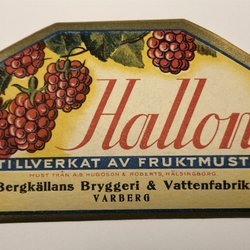 Hallon
TILLVERKAT AV FRUKTMUST
MUST FRÅN A.B. HUGOSON & ROBERTS, HÄLSINGBORG.
Bergkällans Bryggeri & Vattenfabrik
VARBERG